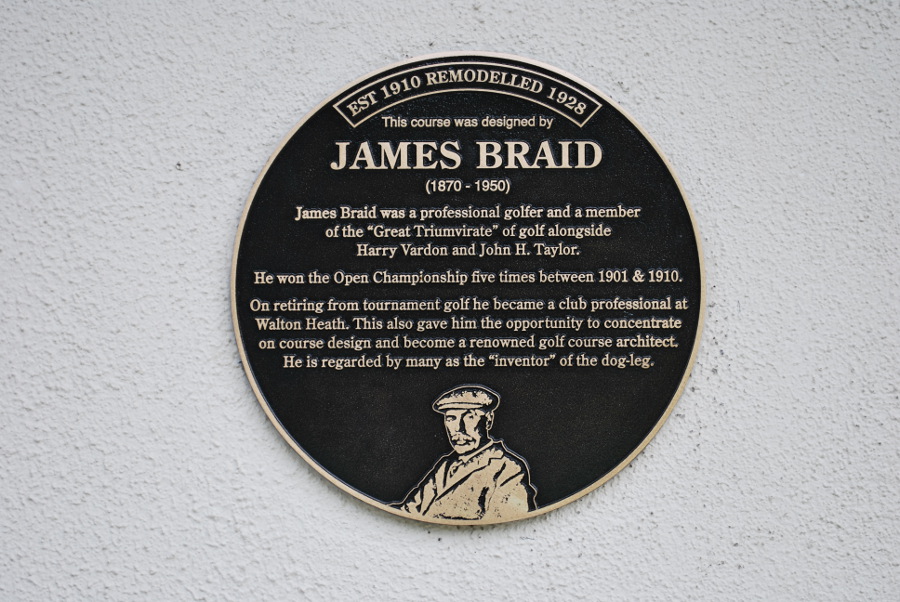 EST 1910 REMODELLED 1928
This course was designed by
JAMES BRAID
(1870 - 1950)
James Braid was a professional golfer and a member
of the “Great Triumvirate” of golf alongside
Harry Vardon and John H. Taylor.
He won the Open Championship five times between 1901 & 1910.
On retiring from tournament golf he became a club professional at
Walton Heath. This also gave him the opportunity to concentrate
on course design and become a renowned golf course architect.
He is regarded by many as the “inventor” of the dog-leg.